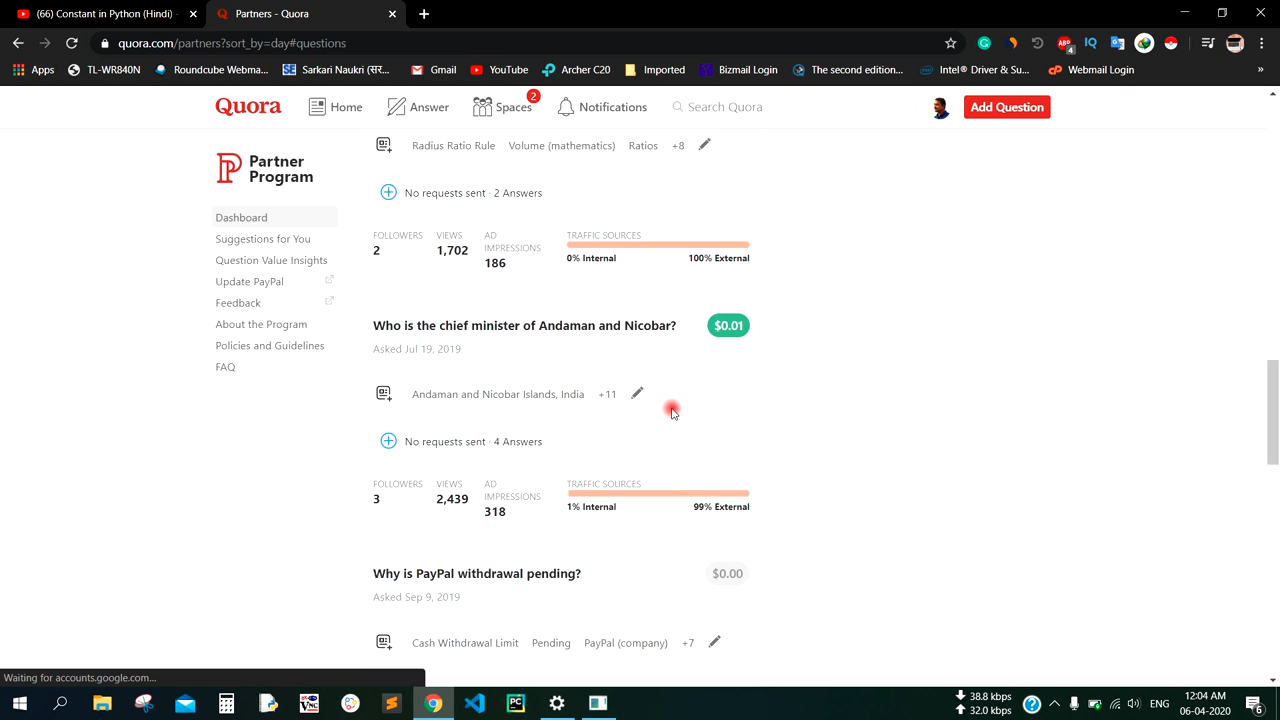 (66) Constant in Python (Hindi) -
Partners - Quora
quora.com/partners?sort_by=day#questions
ABP
4
IQ
Apps
TL-WR840N
Roundcube Webma...
SE
Sarkari Naukri (सर...
Gmail
YouTube
Archer C20
Imported
Bizmail Login
The second edition...
Intel® Driver & Su...
Webmail Login
»
Quora
Home
Answer
Spaces
2
Notifications
Search Quora
Add Question
Partner
Program
Dashboard
Suggestions for You
Question Value Insights
Update PayPal
Feedback
About the Program
Policies and Guidelines
FAQ
Radius Ratio Rule Volume (mathematics) Ratios +8
No requests sent · 2 Answers
FOLLOWERS VIEWS AD IMPRESSIONS TRAFFIC SOURCES
2 1,702 186
0% Internal 100% External
Who is the chief minister of Andaman and Nicobar? $0.01
Asked Jul 19, 2019
Andaman and Nicobar Islands, India +11
No requests sent · 4 Answers
FOLLOWERS VIEWS AD IMPRESSIONS TRAFFIC SOURCES
3 2,439 318
1% Internal 99% External
Why is PayPal withdrawal pending? $0.00
Asked Sep 9, 2019
Cash Withdrawal Limit Pending PayPal (company) +7
Waiting for accounts.google.com...
38.8 kbps
32.0 kbps
ENG
12:04 AM
06-04-2020
6